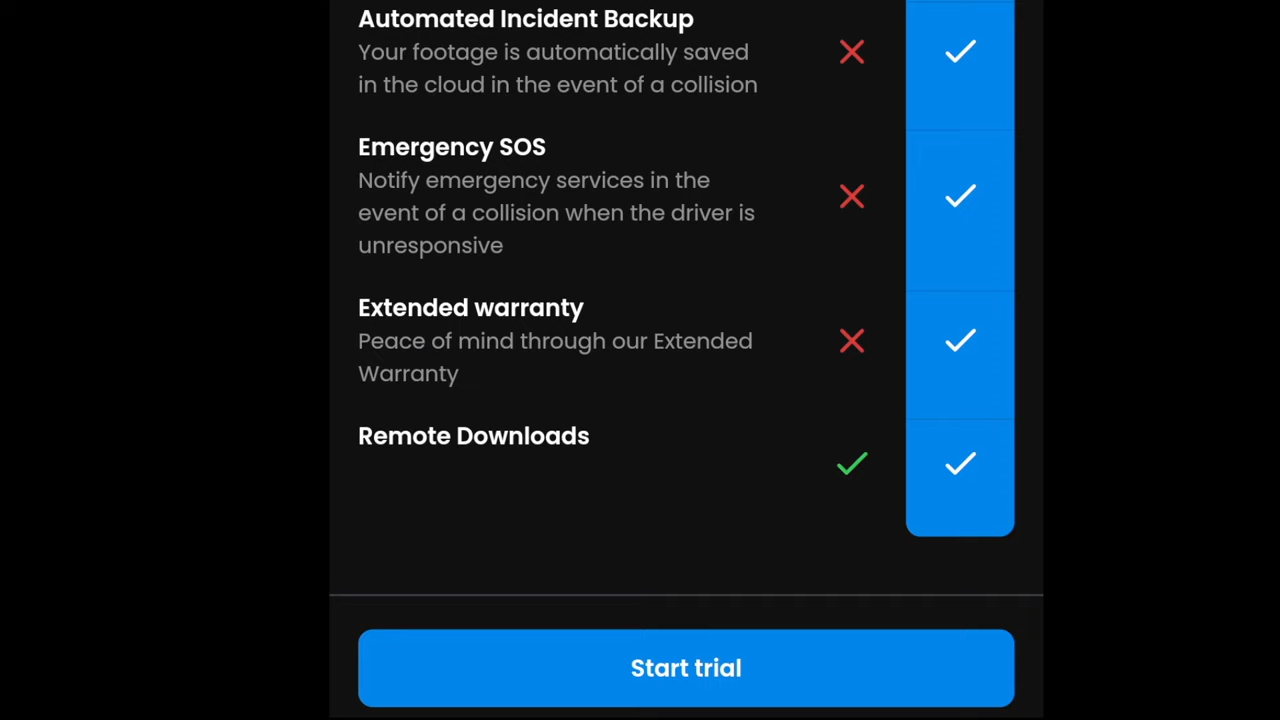 Automated Incident Backup
Your footage is automatically saved
in the cloud in the event of a collision
Emergency SOS
Notify emergency services in the
event of a collision when the driver is
unresponsive
Extended warranty
Peace of mind through our Extended
Warranty
Remote Downloads
Start trial